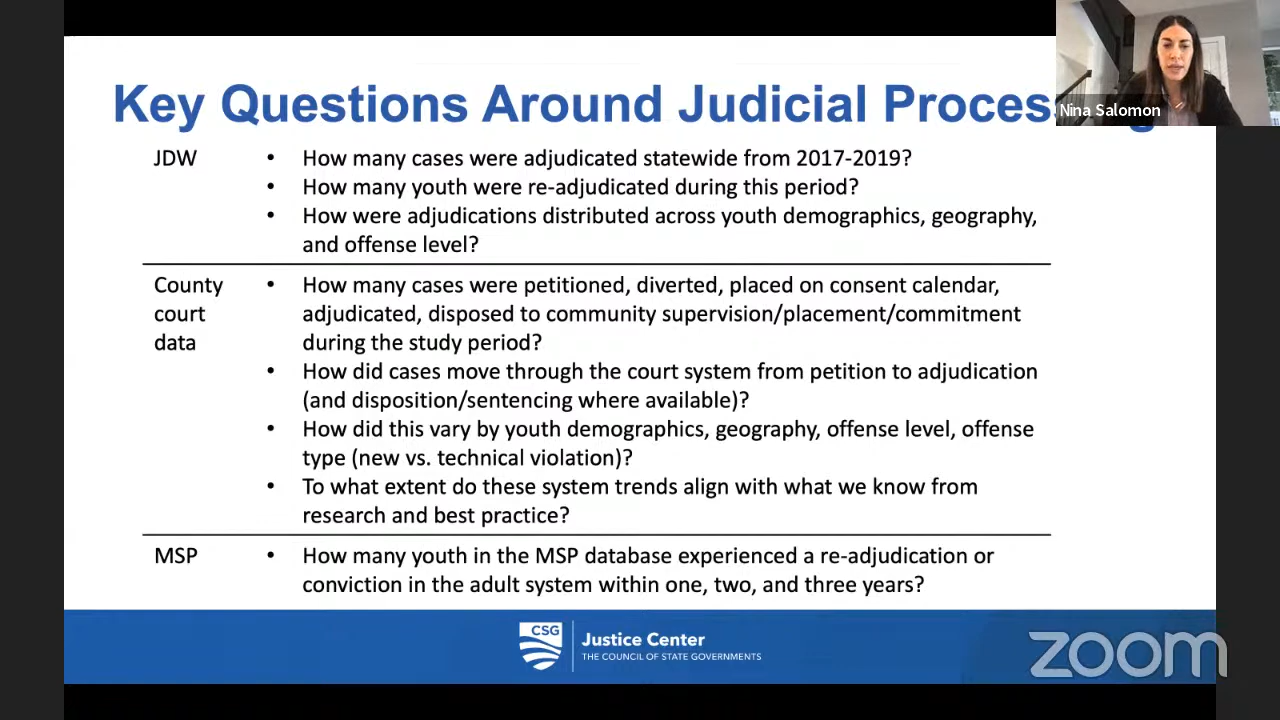 Key Questions Around Judicial Proces
Nina Salomon
JDW
• How many cases were adjudicated statewide from 2017-2019?
• How many youth were re-adjudicated during this period?
• How were adjudications distributed across youth demographics, geography,
and offense level?
County
court
data
• How many cases were petitioned, diverted, placed on consent calendar,
adjudicated, disposed to community supervision/placement/commitment
during the study period?
• How did cases move through the court system from petition to adjudication
(and disposition/sentencing where available)?
• How did this vary by youth demographics, geography, offense level, offense
type (new vs. technical violation)?
• To what extent do these system trends align with what we know from
research and best practice?
MSP
• How many youth in the MSP database experienced a re-adjudication or
conviction in the adult system within one, two, and three years?
CSG
Justice Center
THE COUNCIL OF STATE GOVERNMENTS
zoom